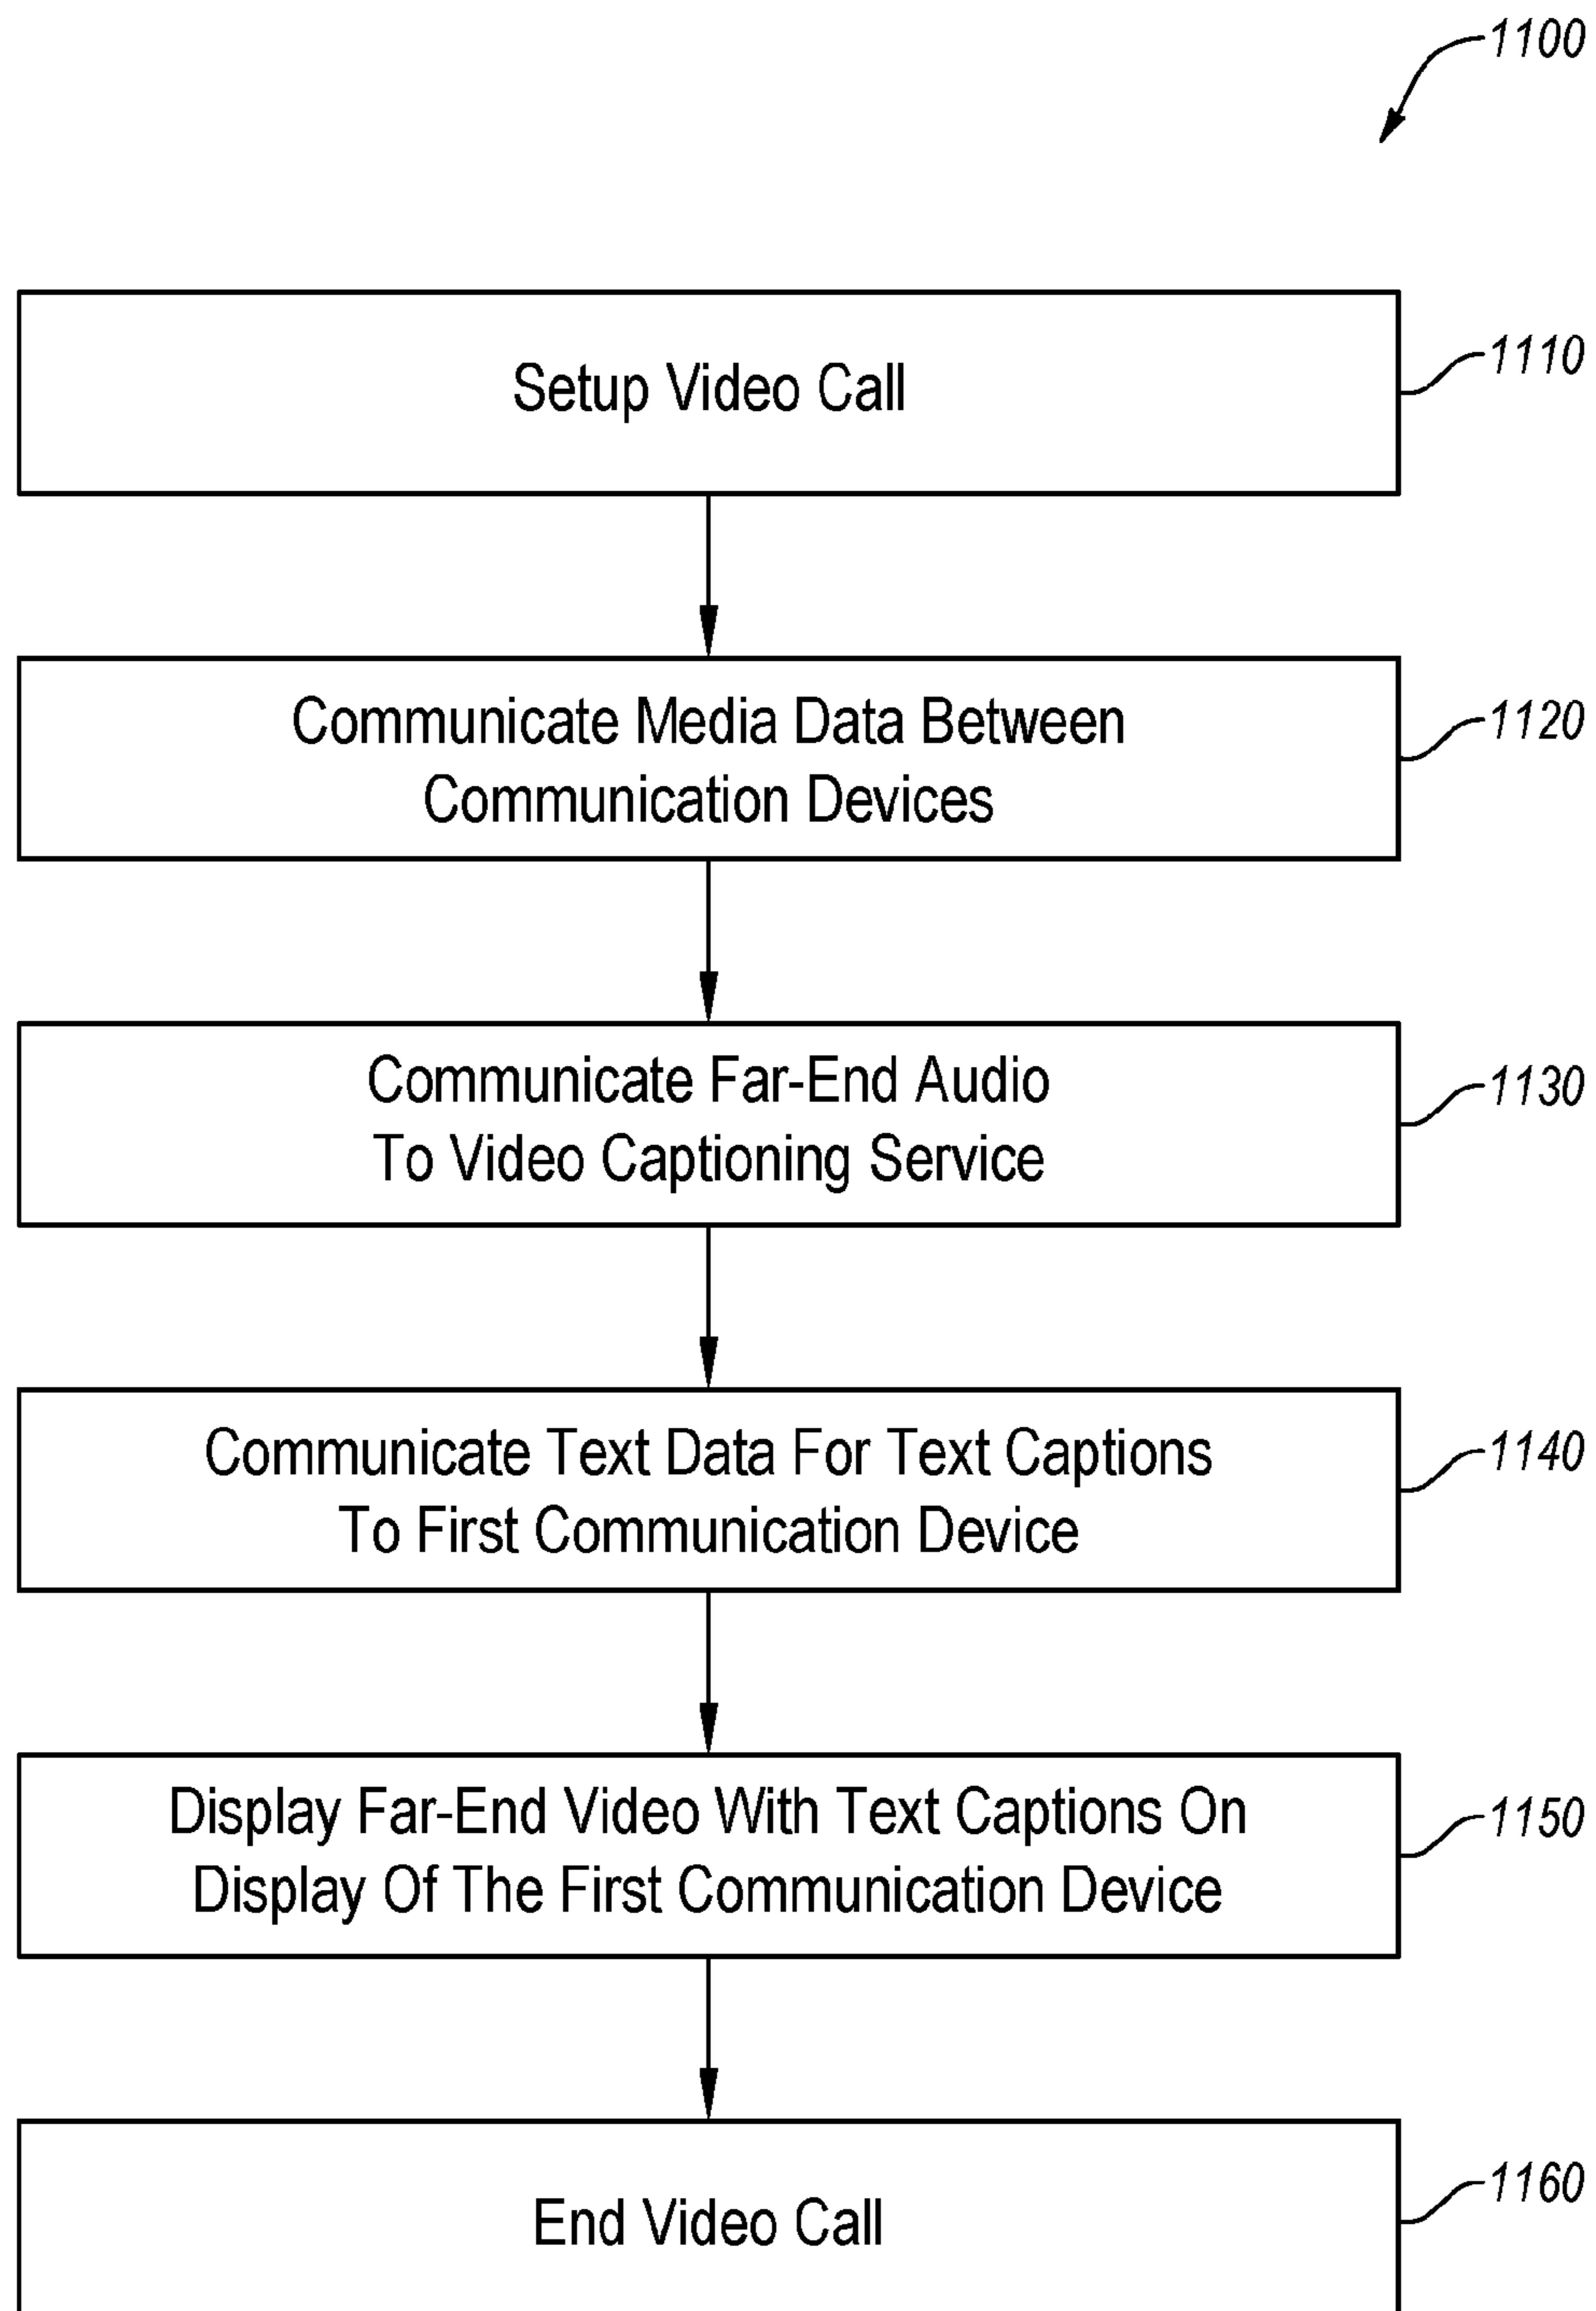 1100
Setup Video Call
1110
Communicate Media Data Between
Communication Devices
1120
Communicate Far-End Audio
To Video Captioning Service
1130
Communicate Text Data For Text Captions
To First Communication Device
1140
Display Far-End Video With Text Captions On
Display Of The First Communication Device
1150
End Video Call
1160